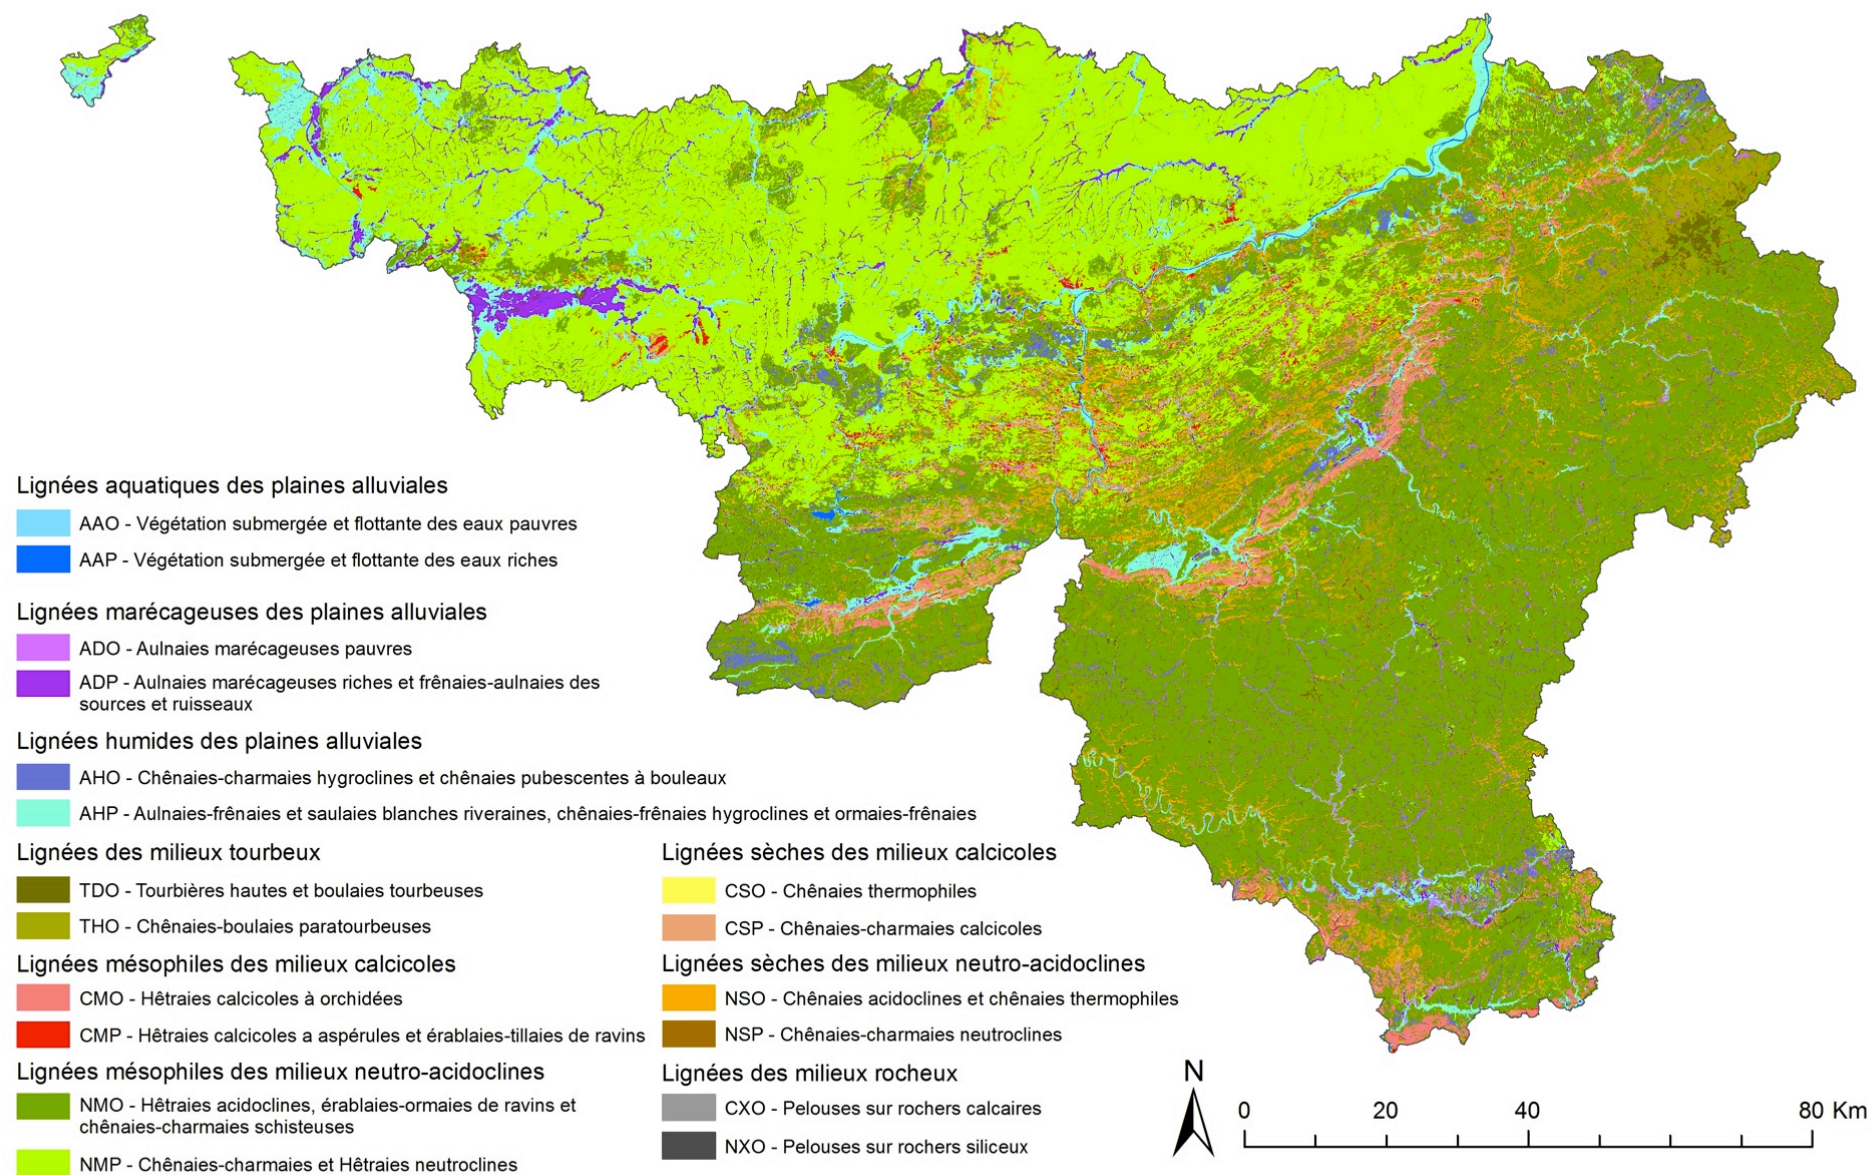 Lignées aquatiques des plaines alluviales
AAO - Végétation submergée et flottante des eaux pauvres
AAP - Végétation submergée et flottante des eaux riches
Lignées marécageuses des plaines alluviales
ADO - Aulnaies marécageuses pauvres
ADP - Aulnaies marécageuses riches et frênaies-aulnaies des
sources et ruisseaux
Lignées humides des plaines alluviales
AHO - Chênaies-charmaies hygroclines et chênaies pubescentes à bouleaux
AHP - Aulnaies-frênaies et saulaies blanches riveraines, chênaies-frênaies hygroclines et ormaies-frênaies
Lignées des milieux tourbeux
TDO - Tourbières hautes et boulaies tourbeuses
THO - Chênaies-boulaies paratourbeuses
Lignées mésophiles des milieux calcicoles
CMO - Hêtraies calcicoles à orchidées
CMP - Hêtraies calcicoles a aspérules et érablaies-tillaies de ravins
Lignées mésophiles des milieux neutro-acidoclines
NMO - Hêtraies acidoclines, érablaies-ormaies de ravins et
chênaies-charmaies schisteuses
NMP - Chênaies-charmaies et Hêtraies neutroclines
Lignées sèches des milieux calcicoles
CSO - Chênaies thermophiles
CSP - Chênaies-charmaies calcicoles
Lignées sèches des milieux neutro-acidoclines
NSO - Chênaies acidoclines et chênaies thermophiles
NSP - Chênaies-charmaies neutroclines
Lignées des milieux rocheux
CXO - Pelouses sur rochers calcaires
NXO - Pelouses sur rochers siliceux
N
0 20 40 80 Km